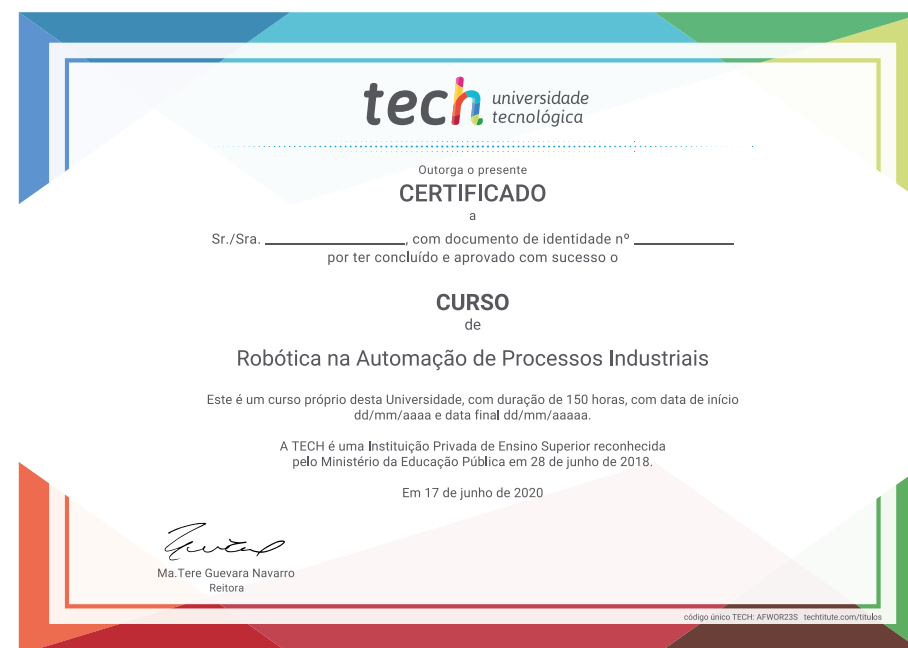 tech universidade
tecnológica
Outorga o presente
CERTIFICADO
a
Sr./Sra. ____________, com documento de identidade nº ____________
por ter concluído e aprovado com sucesso o
CURSO
de
Robótica na Automação de Processos Industriais
Este é um curso próprio desta Universidade, com duração de 150 horas, com data de início
dd/mm/aaaa e data final dd/mm/aaaaa.
A TECH é uma Instituição Privada de Ensino Superior reconhecida
pelo Ministério da Educação Pública em 28 de junho de 2018.
Em 17 de junho de 2020
Ma.Tere Guevara Navarro
Reitora
código único TECH: AFWOR23S techtitute.com/titulos